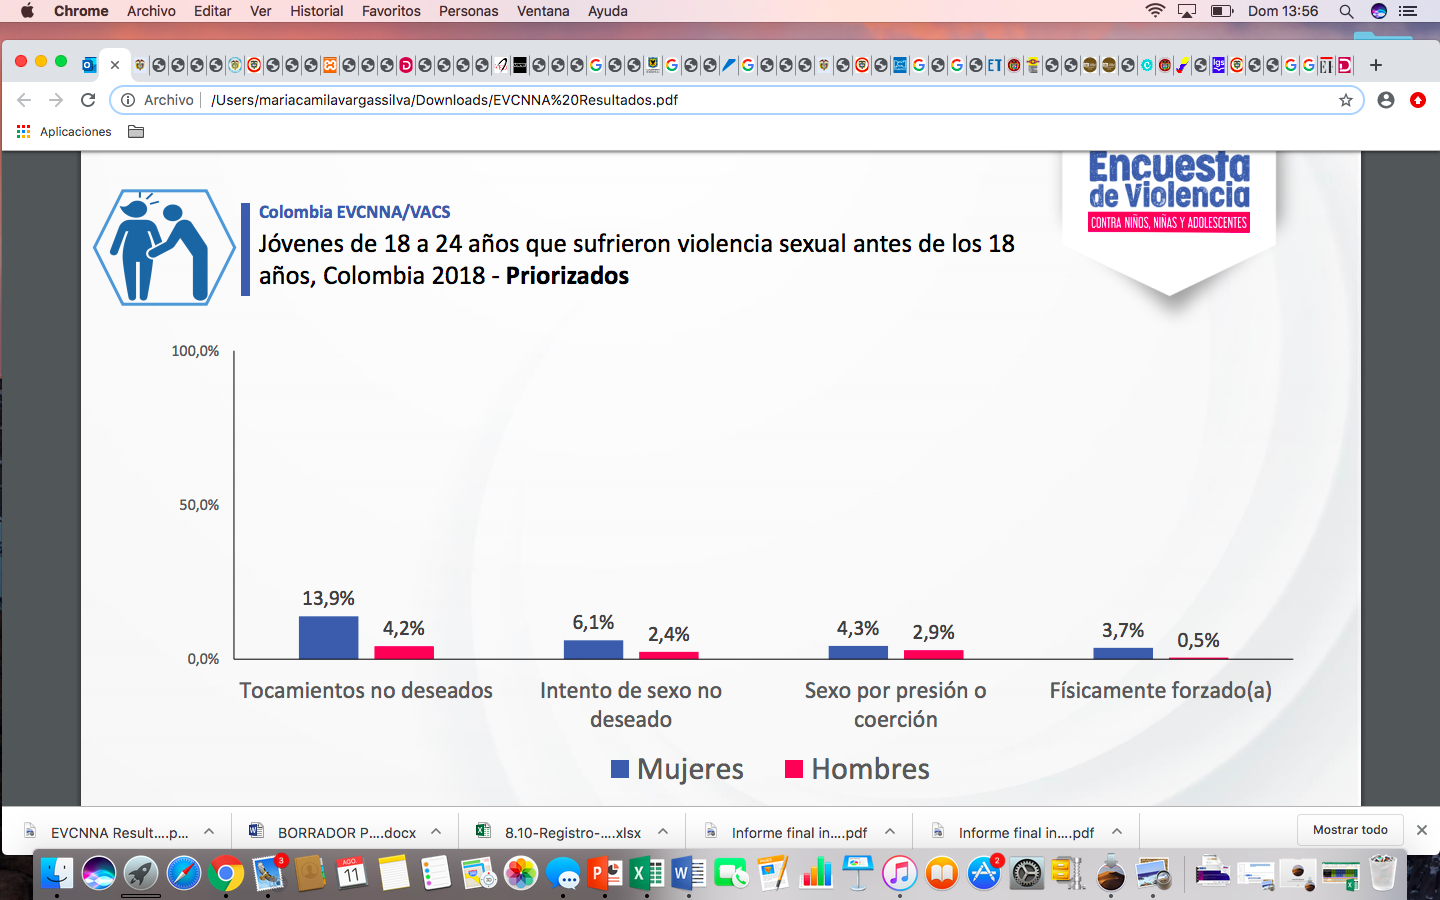 Chrome Archivo Editar Ver Historial Favoritos Personas Ventana Ayuda Dom 13:56
Archivo /Users/mariacamilavargassilva/Downloads/EVCNNA%20Resultados.pdf
Aplicaciones
Encuesta
de Violencia
CONTRA NIÑOS, NIÑAS Y ADOLESCENTES
Colombia EVCNNA/VACS
Jóvenes de 18 a 24 años que sufrieron violencia sexual antes de los 18
años, Colombia 2018 - Priorizados
100,0%
50,0%
0,0%
13,9%
4,2%
6,1%
2,4%
4,3%
2,9%
3,7%
0,5%
Tocamientos no deseados
Intento de sexo no
deseado
Sexo por presión o
coerción
Físicamente forzado(a)
Mujeres Hombres
EVCNNA Result....p... BORRADOR P....docx 8.10-Registro-....xlsx Informe final in....pdf Informe final in....pdf Mostrar todo
3
AGO.
11
2